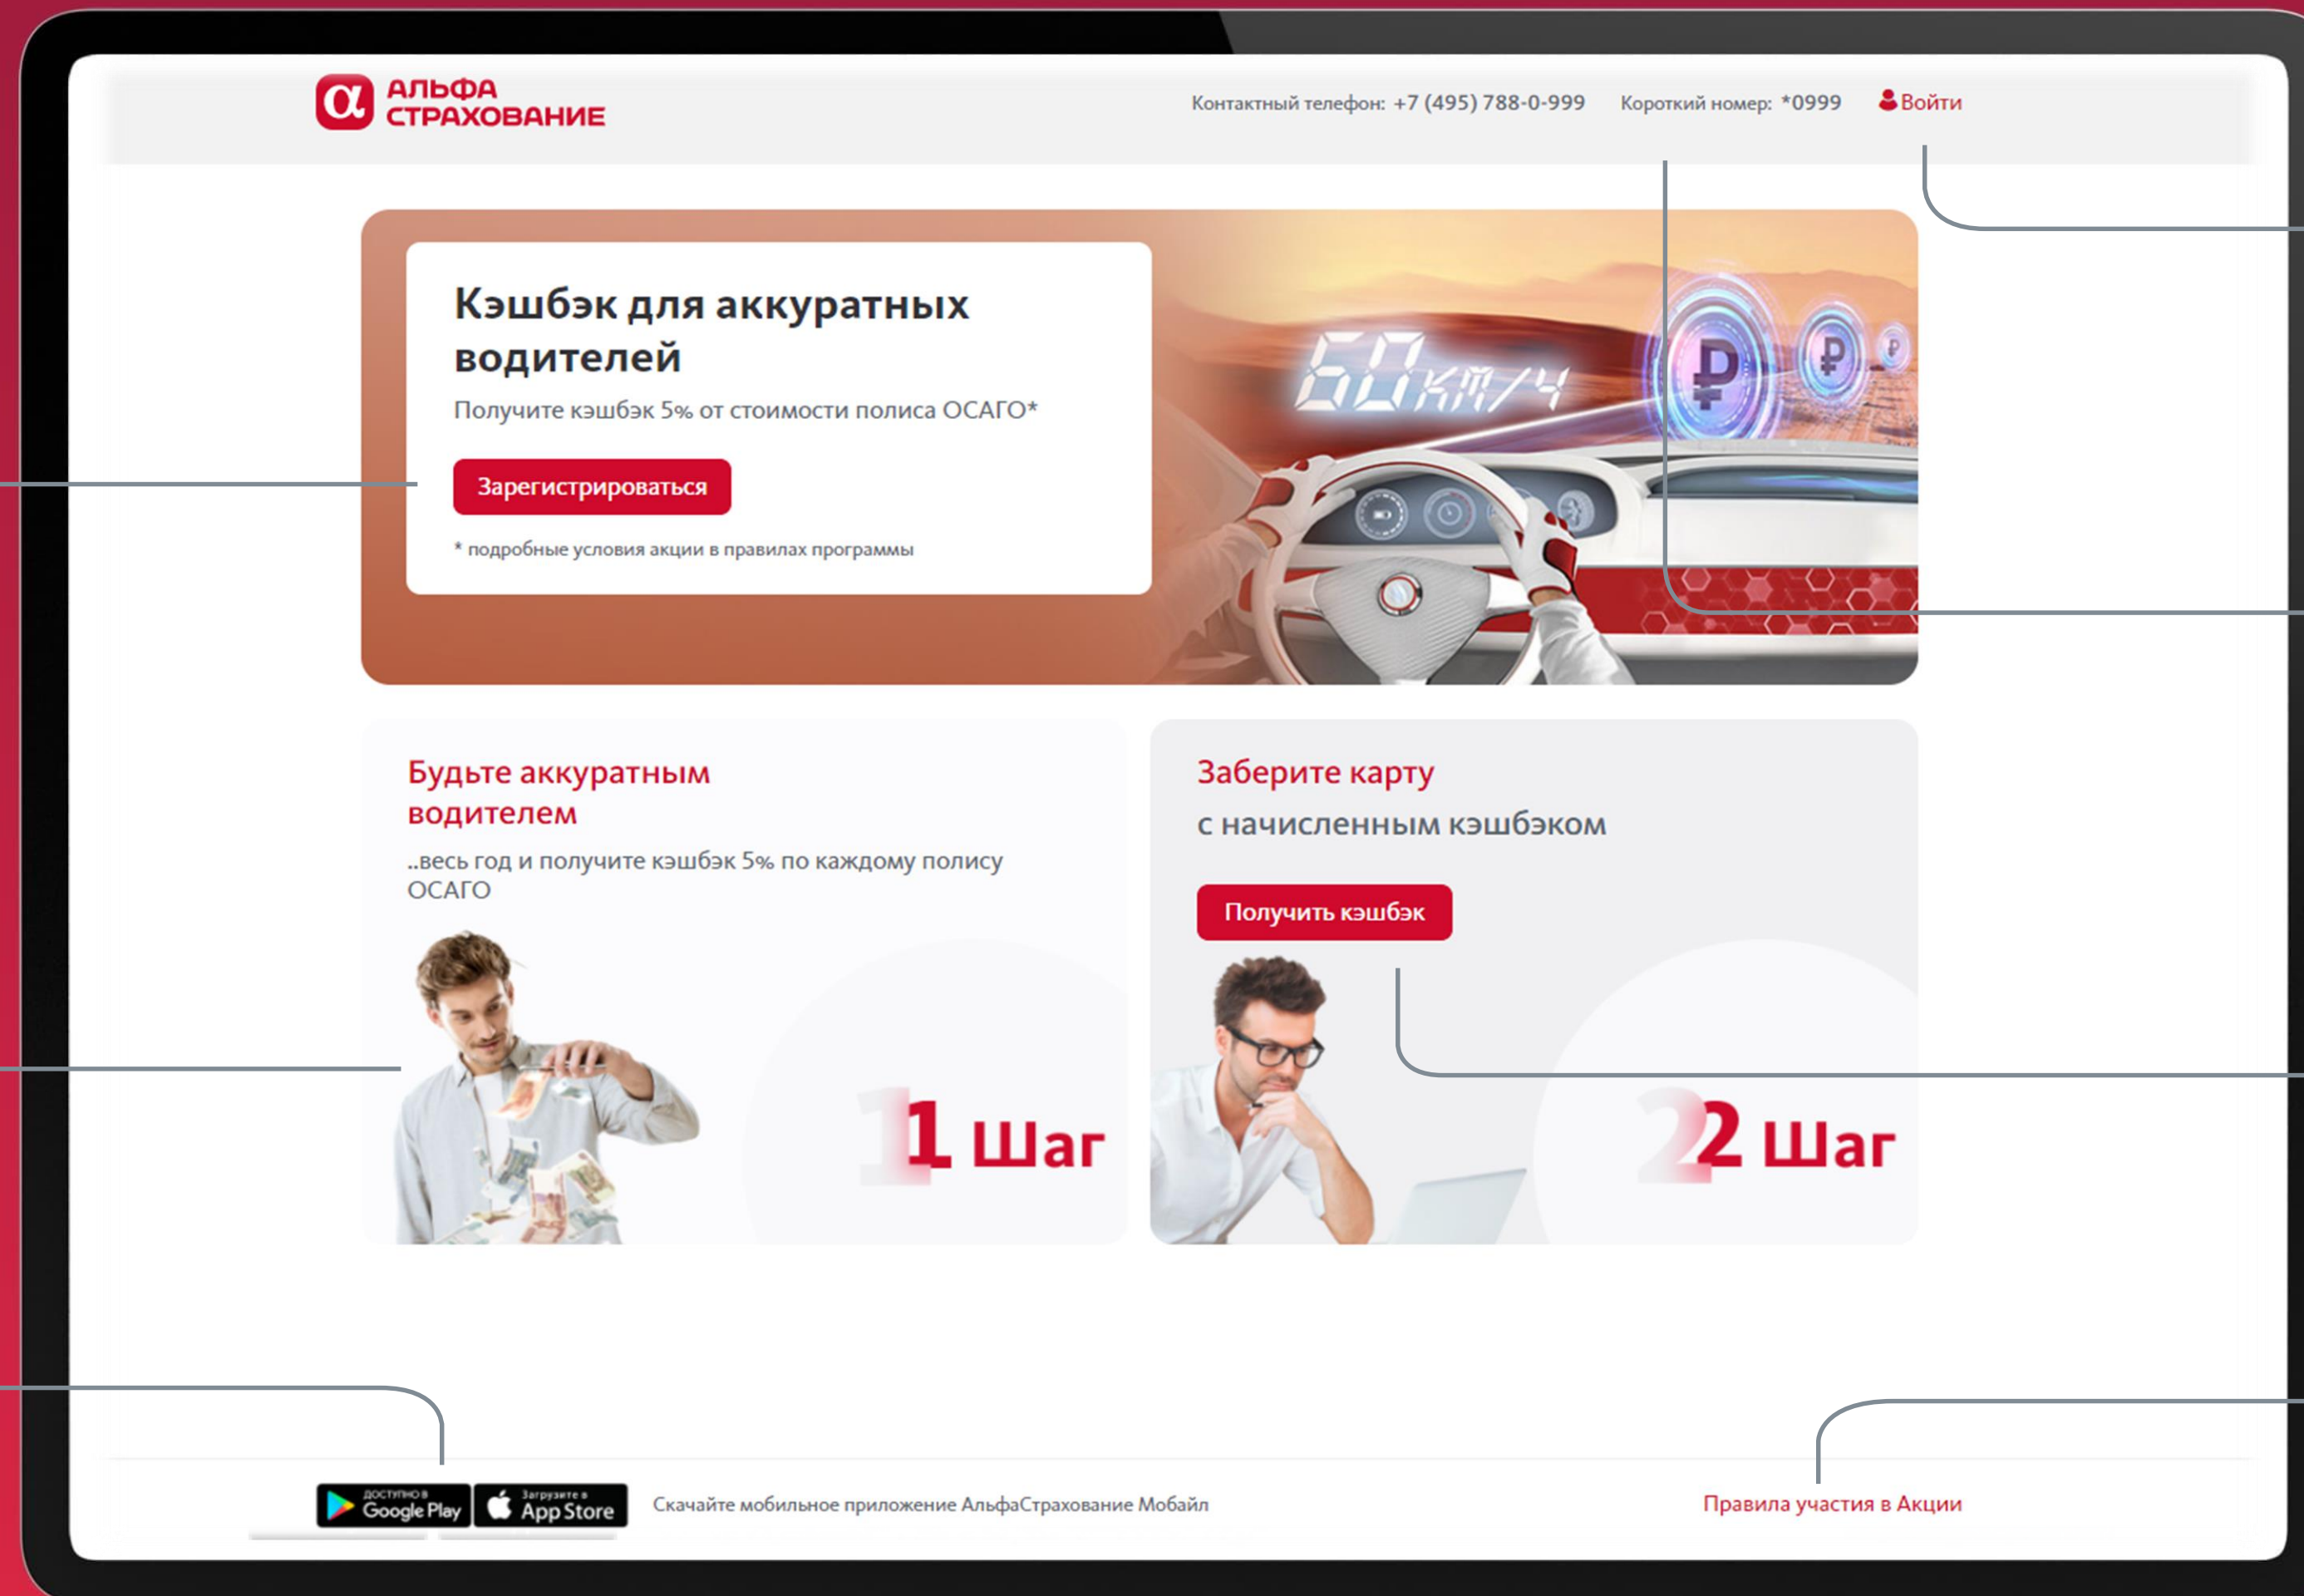 α АЛЬФА
СТРАХОВАНИЕ
Контактный телефон: +7 (495) 788-0-999 Короткий номер: *0999 Войти
Кэшбэк для аккуратных
водителей
Получите кэшбэк 5% от стоимости полиса ОСАГО*
Зарегистрироваться
* подробные условия акции в правилах программы
60 км/ч
₽ ₽ ₽
Будьте аккуратным
водителем
..весь год и получите кэшбэк 5% по каждому полису
ОСАГО
1 Шаг
Заберите карту
с начисленным кэшбэком
Получить кэшбэк
2 Шаг
ДОСТУПНО В
Google Play
Загрузите в
App Store
Скачайте мобильное приложение АльфаСтрахование Мобайл
Правила участия в Акции